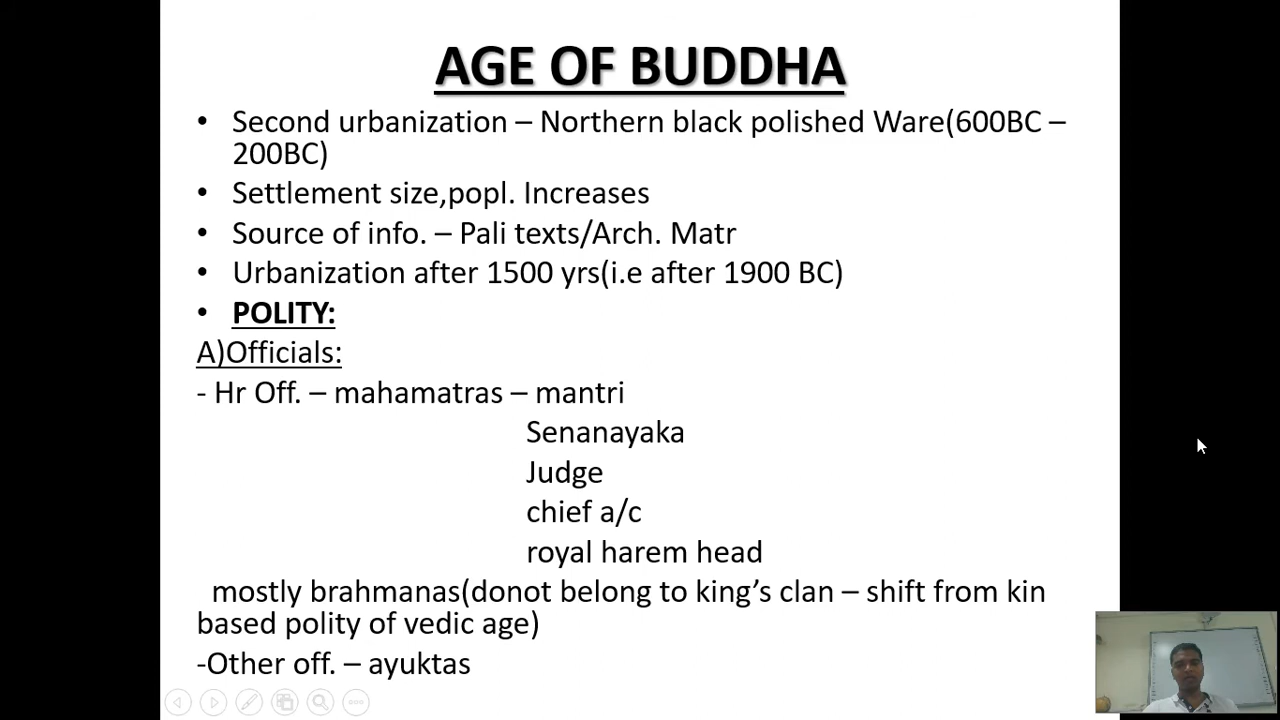 AGE OF BUDDHA
• Second urbanization – Northern black polished Ware(600BC –
200BC)
• Settlement size,popl. Increases
• Source of info. – Pali texts/Arch. Matr
• Urbanization after 1500 yrs(i.e after 1900 BC)
• POLITY:
A)Officials:
- Hr Off. – mahamatras – mantri
Senanayaka
Judge
chief a/c
royal harem head
mostly brahmanas(donot belong to king’s clan – shift from kin
based polity of vedic age)
-Other off. – ayuktas